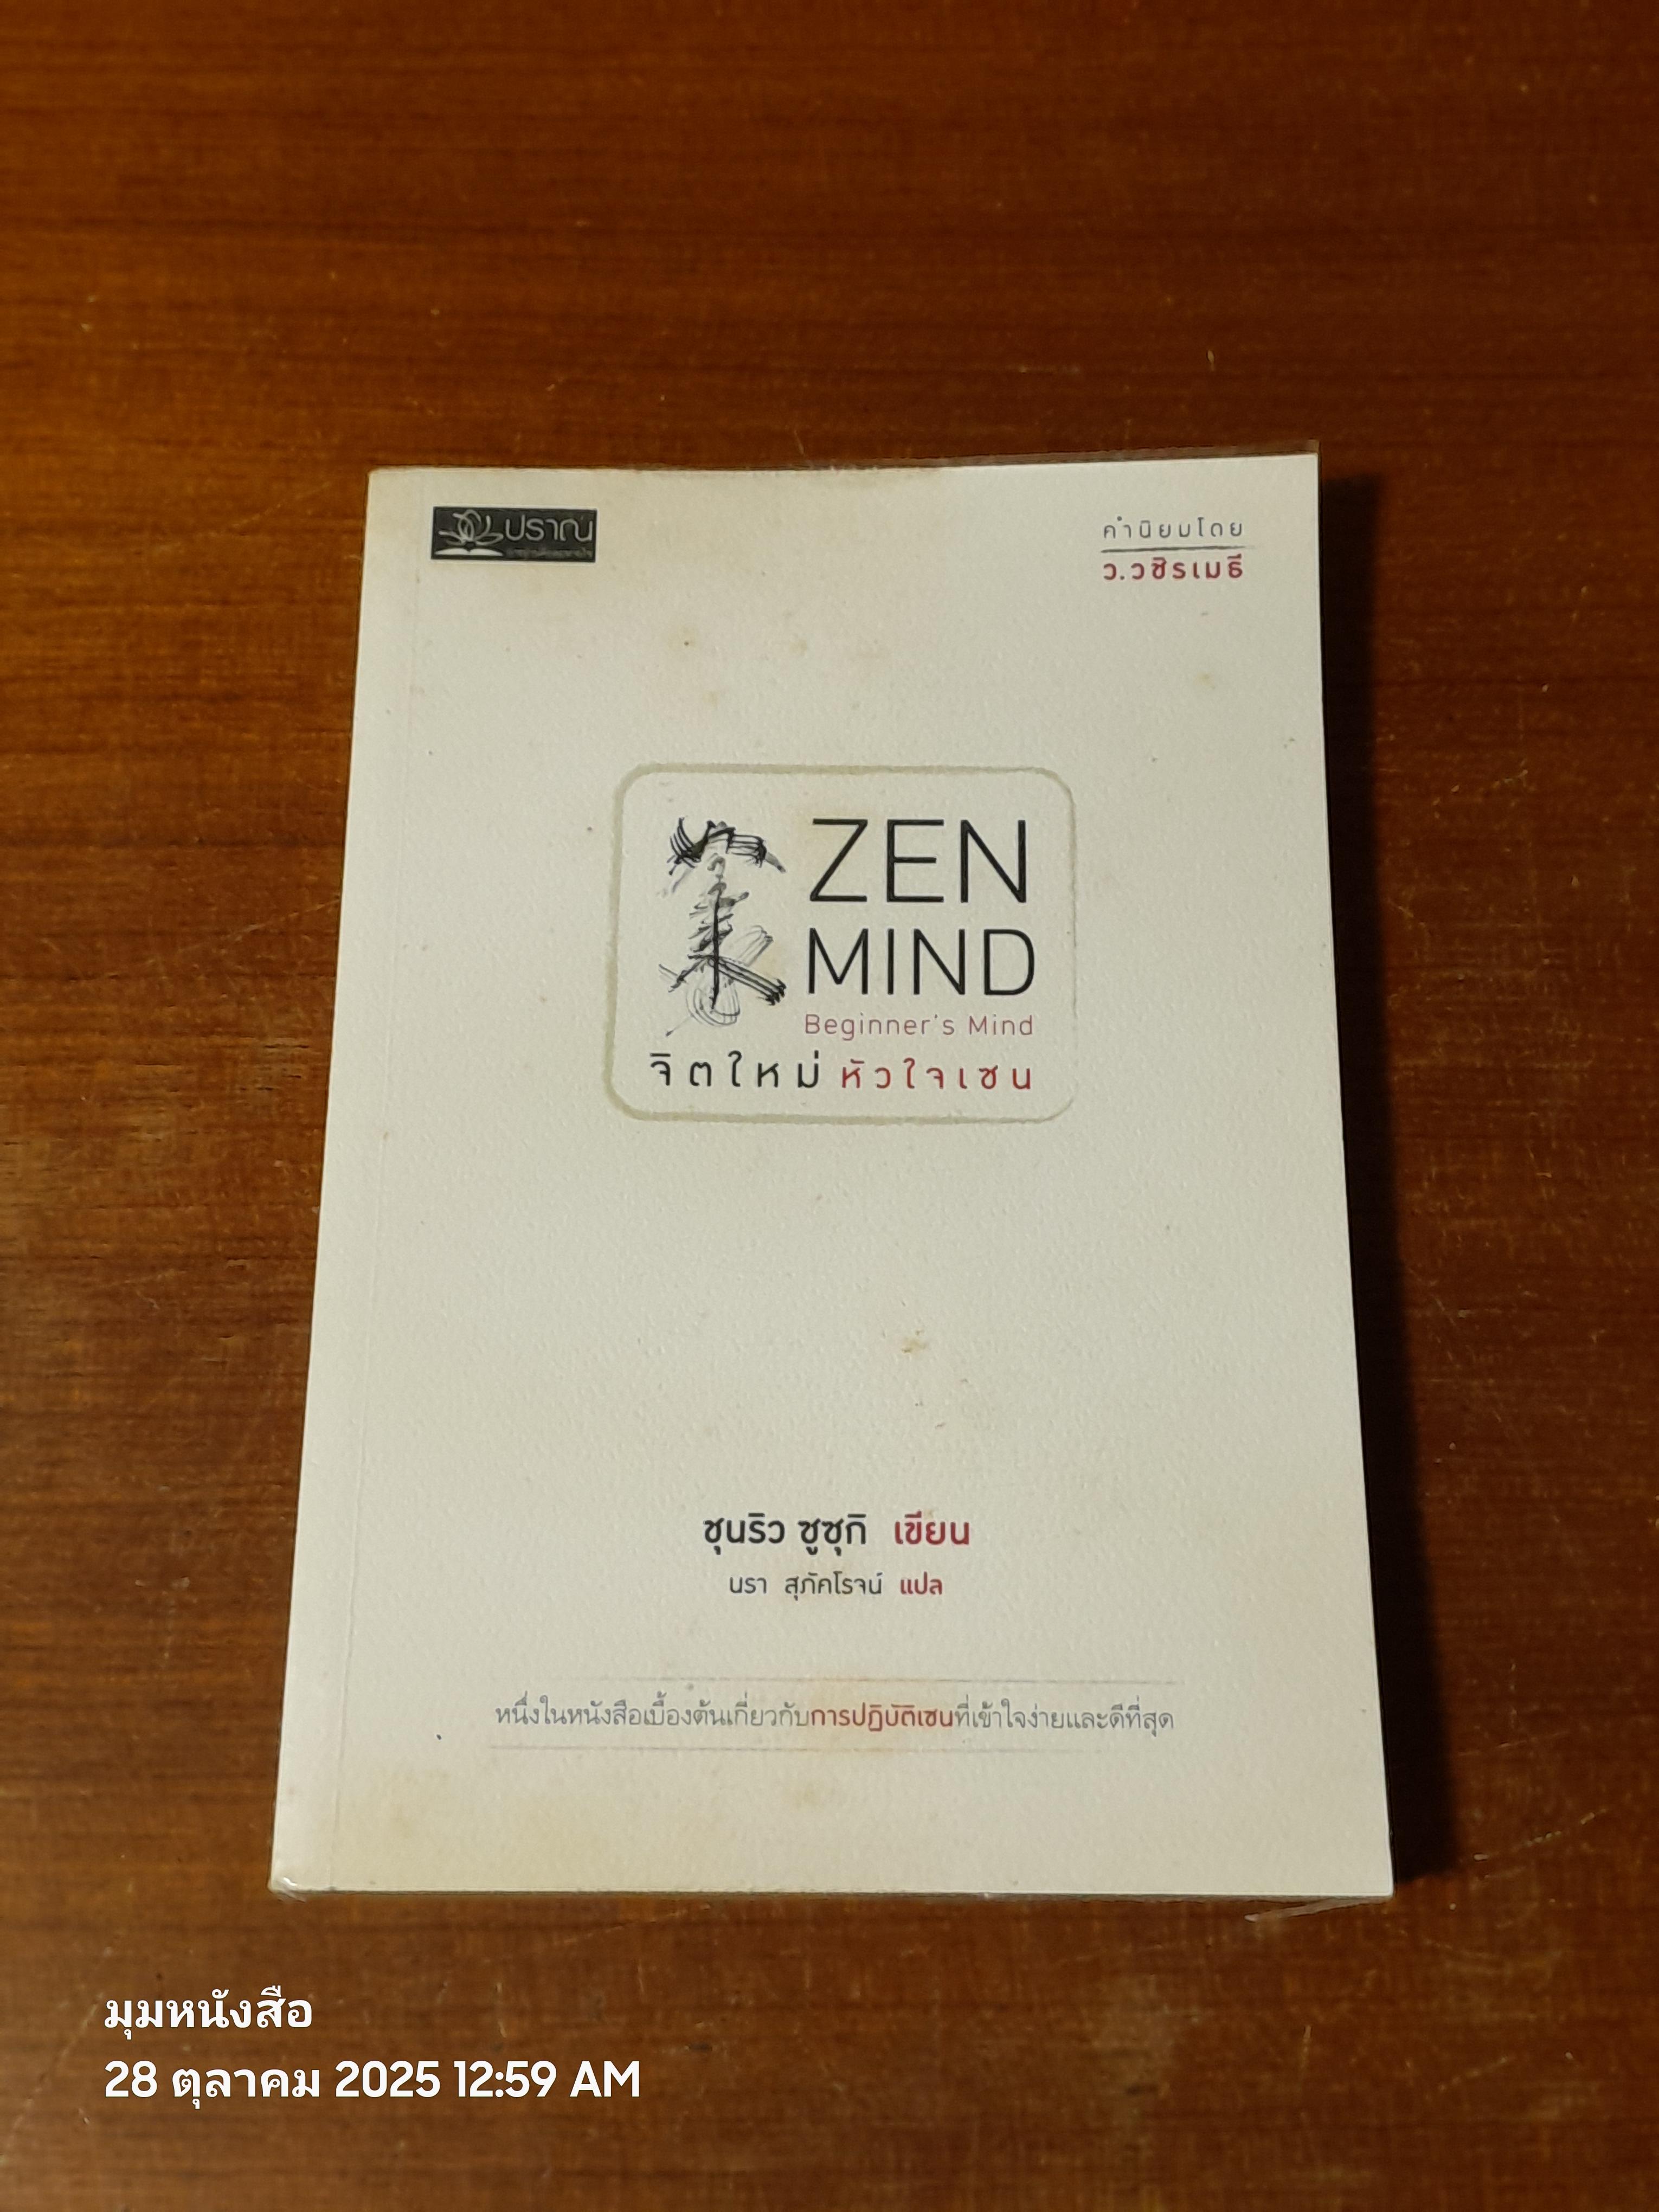 ปราณ
คำนิยมโดย
ว.วชิรเมธี
ZEN
MIND
Beginner's Mind
จิตใหม่ หัวใจเซน
ชุนริว ซูซุกิ เขียน
นรา สุภัคโรจน์ แปล
หนึ่งในหนังสือเบื้องต้นเกี่ยวกับการปฏิบัติเซนที่เข้าใจง่ายและดีที่สุด
มุมหนังสือ
28 ตุลาคม 2025 12:59 AM